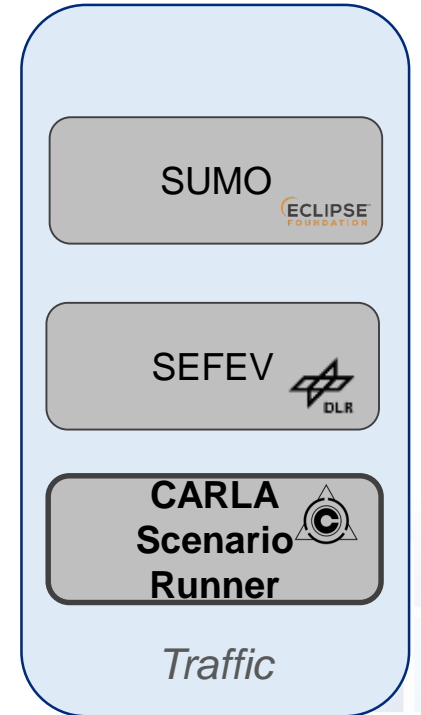 SUMO
ECLIPSE
FOUNDATION
SEFEV
DLR
CARLA
Scenario
Runner
C
Traffic